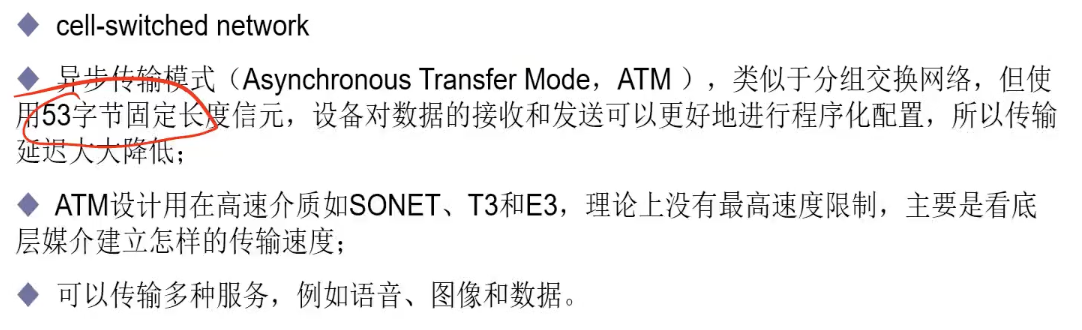 ◆ cell-switched network
◆ 异步传输模式（Asynchronous Transfer Mode，ATM ），类似于分组交换网络，但使
用53字节固定长度信元，设备对数据的接收和发送可以更好地进行程序化配置，所以传输
延迟大大降低；
◆ ATM设计用在高速介质如SONET、T3和E3，理论上没有最高速度限制，主要是看底
层媒介建立怎样的传输速度；
◆ 可以传输多种服务，例如语音、图像和数据。